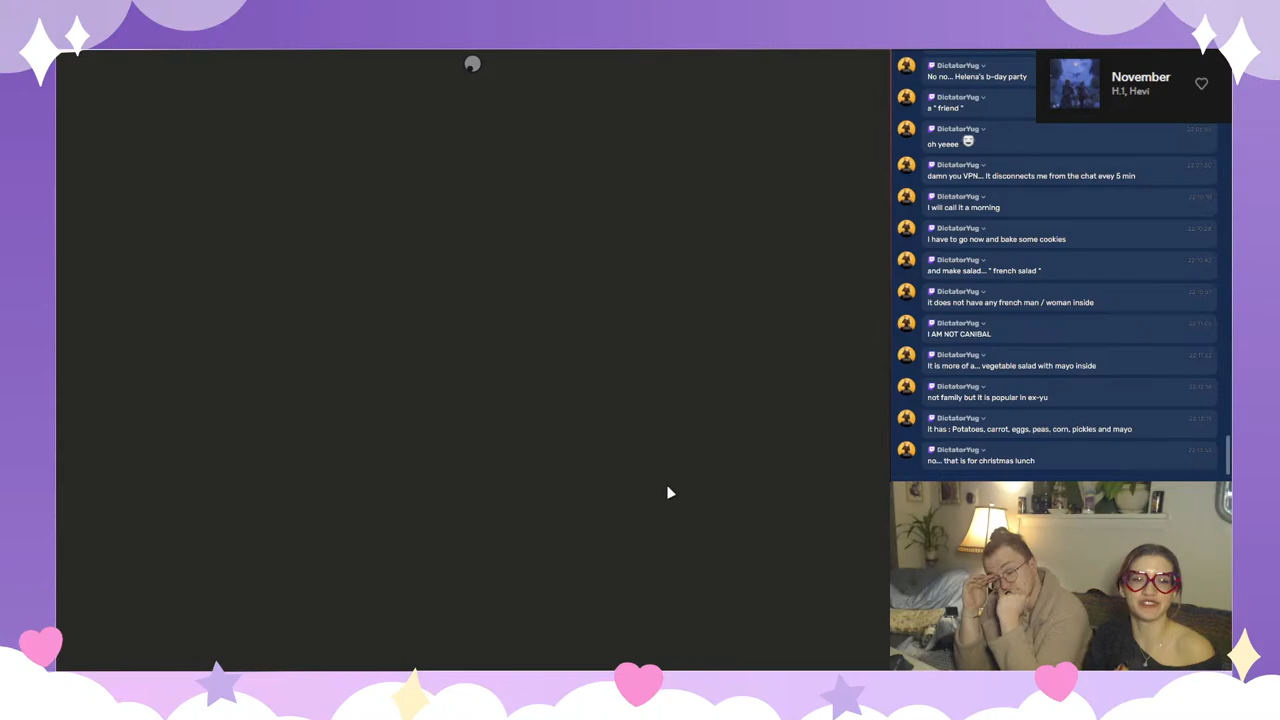 DictatorYug
No no... Helena's b-day party
November
H.1, Hevi
DictatorYug
a " friend "
DictatorYug
oh yeeee
DictatorYug
damn you VPN... It disconnects me from the chat evey 5 min
DictatorYug
I will call it a morning
DictatorYug
I have to go now and bake some cookies
DictatorYug
and make salad... " french salad "
DictatorYug
it does not have any french man / woman inside
DictatorYug
I AM NOT CANIBAL
DictatorYug
It is more of a... vegetable salad with mayo inside
DictatorYug
not family but it is popular in ex-yu
DictatorYug
it has : Potatoes, carrot, eggs, peas, corn, pickles and mayo
DictatorYug
no... that is for christmas lunch